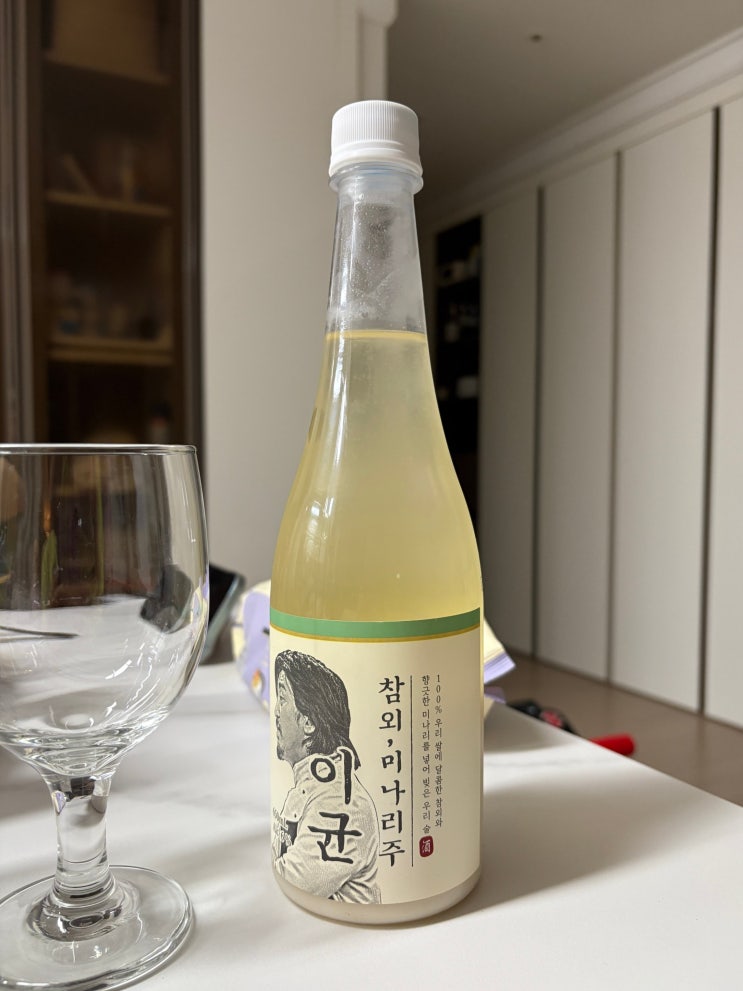 이균
참외,미나리주
100% 우리 쌀에 달콤한 참외와
향긋한 미나리를 넣어 빚은 우리 술
酒